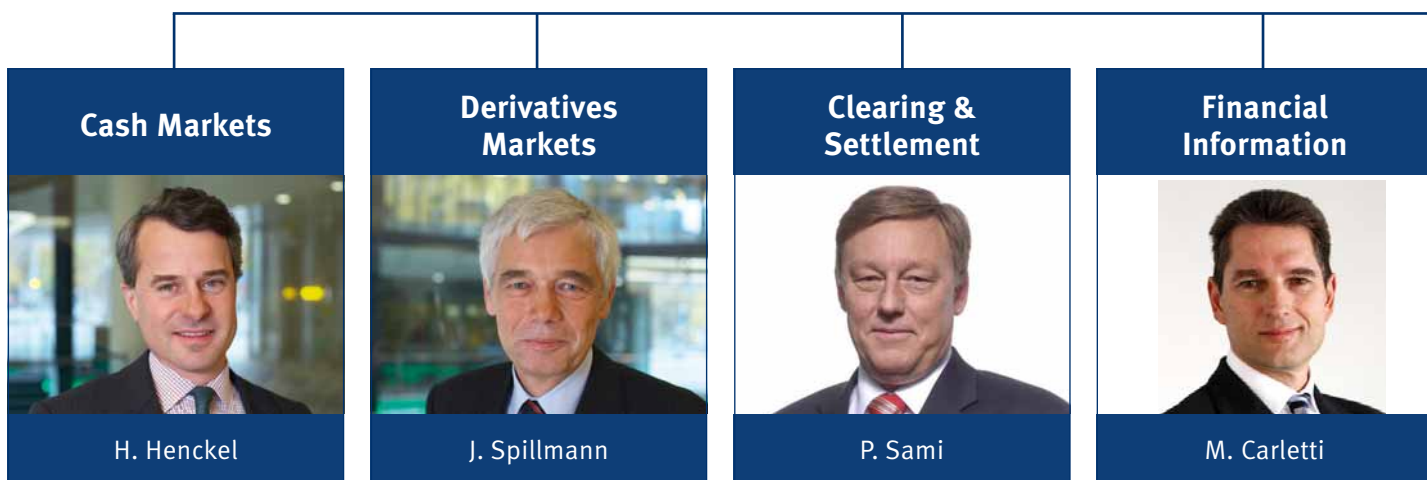 Cash Markets
H. Henckel
Derivatives
Markets
J. Spillmann
Clearing &
Settlement
P. Sami
Financial
Information
M. Carletti